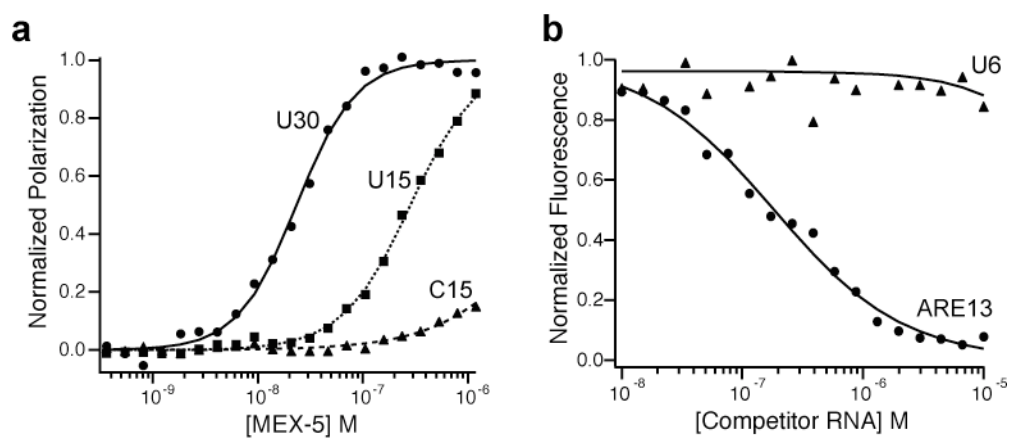 a
b
1.0
0.8
0.6
0.4
0.2
0.0
Normalized Polarization
U30
U15
C15
10^-9
10^-8
10^-7
10^-6
[MEX-5] M
1.0
0.8
0.6
0.4
0.2
0.0
Normalized Fluorescence
U6
ARE13
10^-8
10^-7
10^-6
10^-5
[Competitor RNA] M